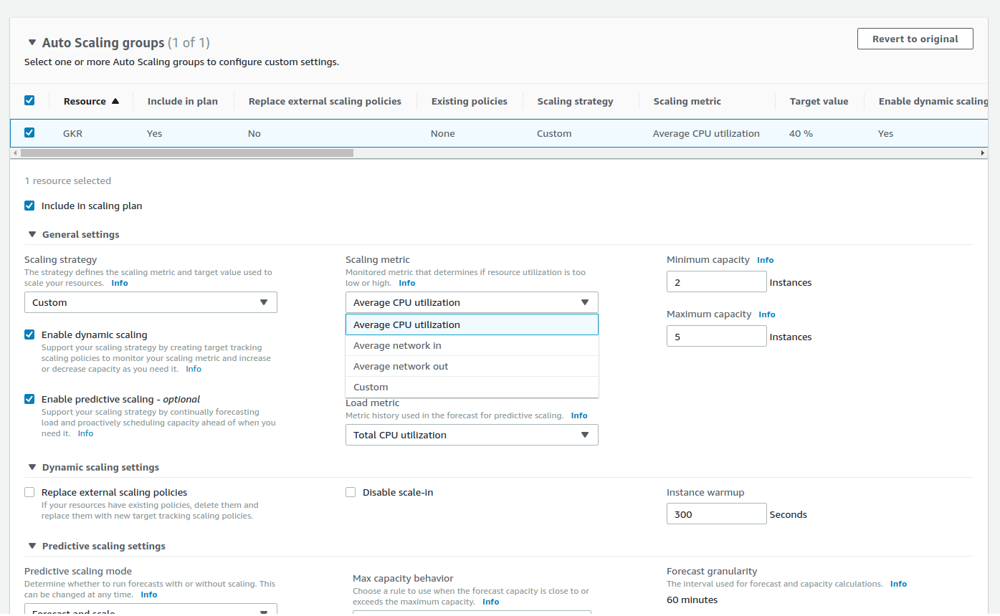 Auto Scaling groups (1 of 1)
Revert to original
Select one or more Auto Scaling groups to configure custom settings.
Resource Include in plan Replace external scaling policies Existing policies Scaling strategy Scaling metric Target value Enable dynamic scaling
GKR Yes No None Custom Average CPU utilization 40 % Yes
1 resource selected
Include in scaling plan
General settings
Scaling strategy
The strategy defines the scaling metric and target value used to
scale your resources. Info
Custom
Enable dynamic scaling
Support your scaling strategy by creating target tracking
scaling policies to monitor your scaling metric and increase
or decrease capacity as you need it. Info
Enable predictive scaling - optional
Support your scaling strategy by continually forecasting
load and proactively scheduling capacity ahead of when you
need it. Info
Scaling metric
Monitored metric that determines if resource utilization is too
low or high. Info
Average CPU utilization
Average CPU utilization
Average network in
Average network out
Custom
Load metric
Metric history used in the forecast for predictive scaling. Info
Total CPU utilization
Minimum capacity Info
2 Instances
Maximum capacity Info
5 Instances
Dynamic scaling settings
Replace external scaling policies
If your resources have existing policies, delete them and
replace them with new target tracking scaling policies.
Disable scale-in
Instance warmup
300 Seconds
Predictive scaling settings
Predictive scaling mode
Determine whether to run forecasts with or without scaling. This
can be changed at any time. Info
Forecast and scale
Max capacity behavior
Choose a rule to use when the forecast capacity is close to or
exceeds the maximum capacity. Info
Forecast granularity
The interval used for forecast and capacity calculations. Info
60 minutes